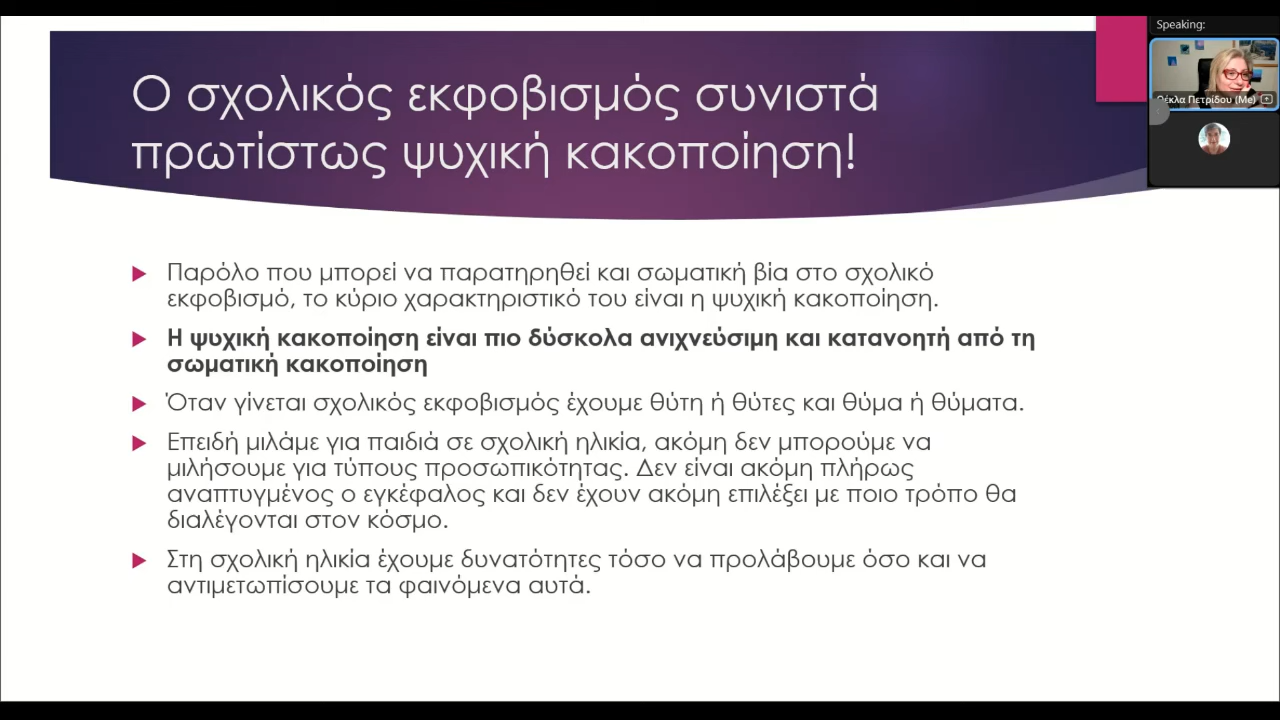 Speaking:
Θέκλα Πετρίδου (Me)
Ο σχολικός εκφοβισμός συνιστά
πρωτίστως ψυχική κακοποίηση!
Παρόλο που μπορεί να παρατηρηθεί και σωματική βία στο σχολικό
εκφοβισμό, το κύριο χαρακτηριστικό του είναι η ψυχική κακοποίηση.
Η ψυχική κακοποίηση είναι πιο δύσκολα ανιχνεύσιμη και κατανοητή από τη
σωματική κακοποίηση
Όταν γίνεται σχολικός εκφοβισμός έχουμε θύτη ή θύτες και θύμα ή θύματα.
Επειδή μιλάμε για παιδιά σε σχολική ηλικία, ακόμη δεν μπορούμε να
μιλήσουμε για τύπους προσωπικότητας. Δεν είναι ακόμη πλήρως
αναπτυγμένος ο εγκέφαλος και δεν έχουν ακόμη επιλέξει με ποιο τρόπο θα
διαλέγονται στον κόσμο.
Στη σχολική ηλικία έχουμε δυνατότητες τόσο να προλάβουμε όσο και να
αντιμετωπίσουμε τα φαινόμενα αυτά.